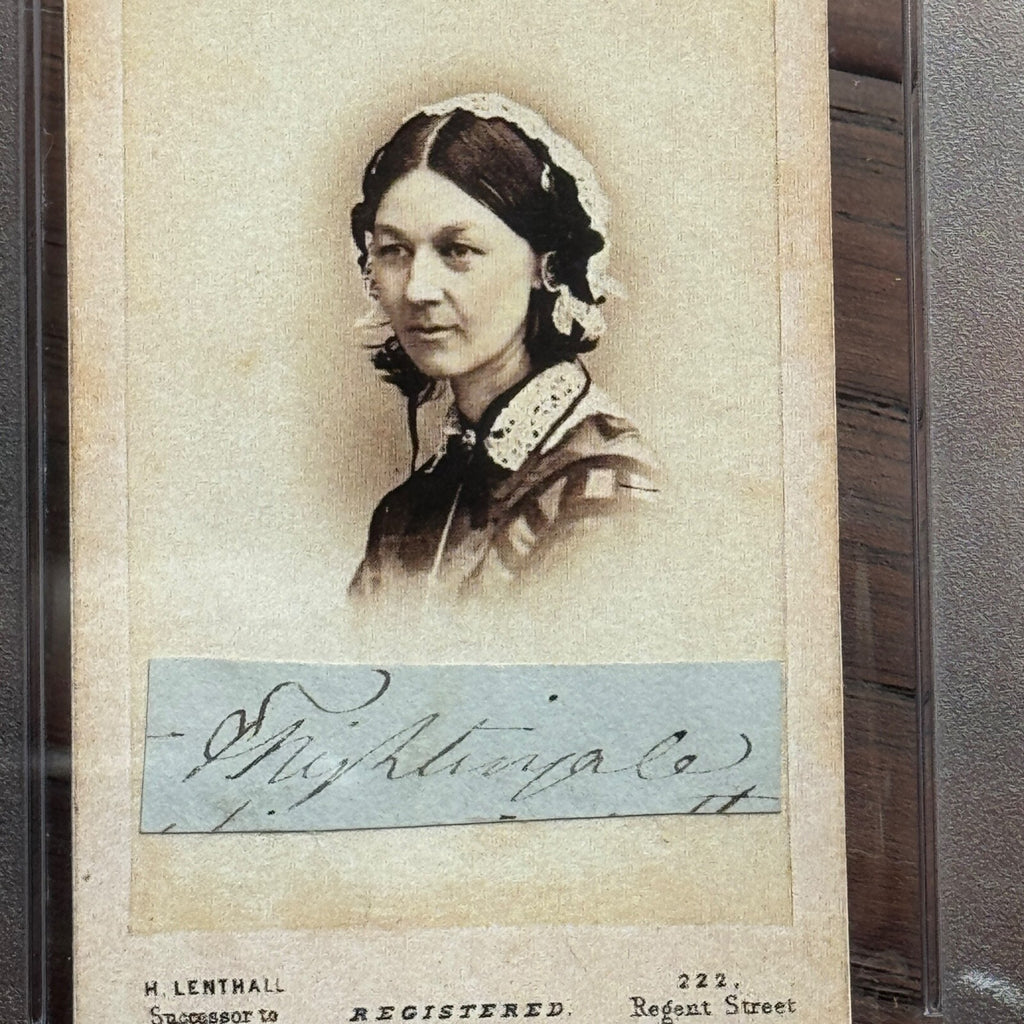 F Nightingale
H. LENTHALL
Successor to
REGISTERED.
222,
Regent Street